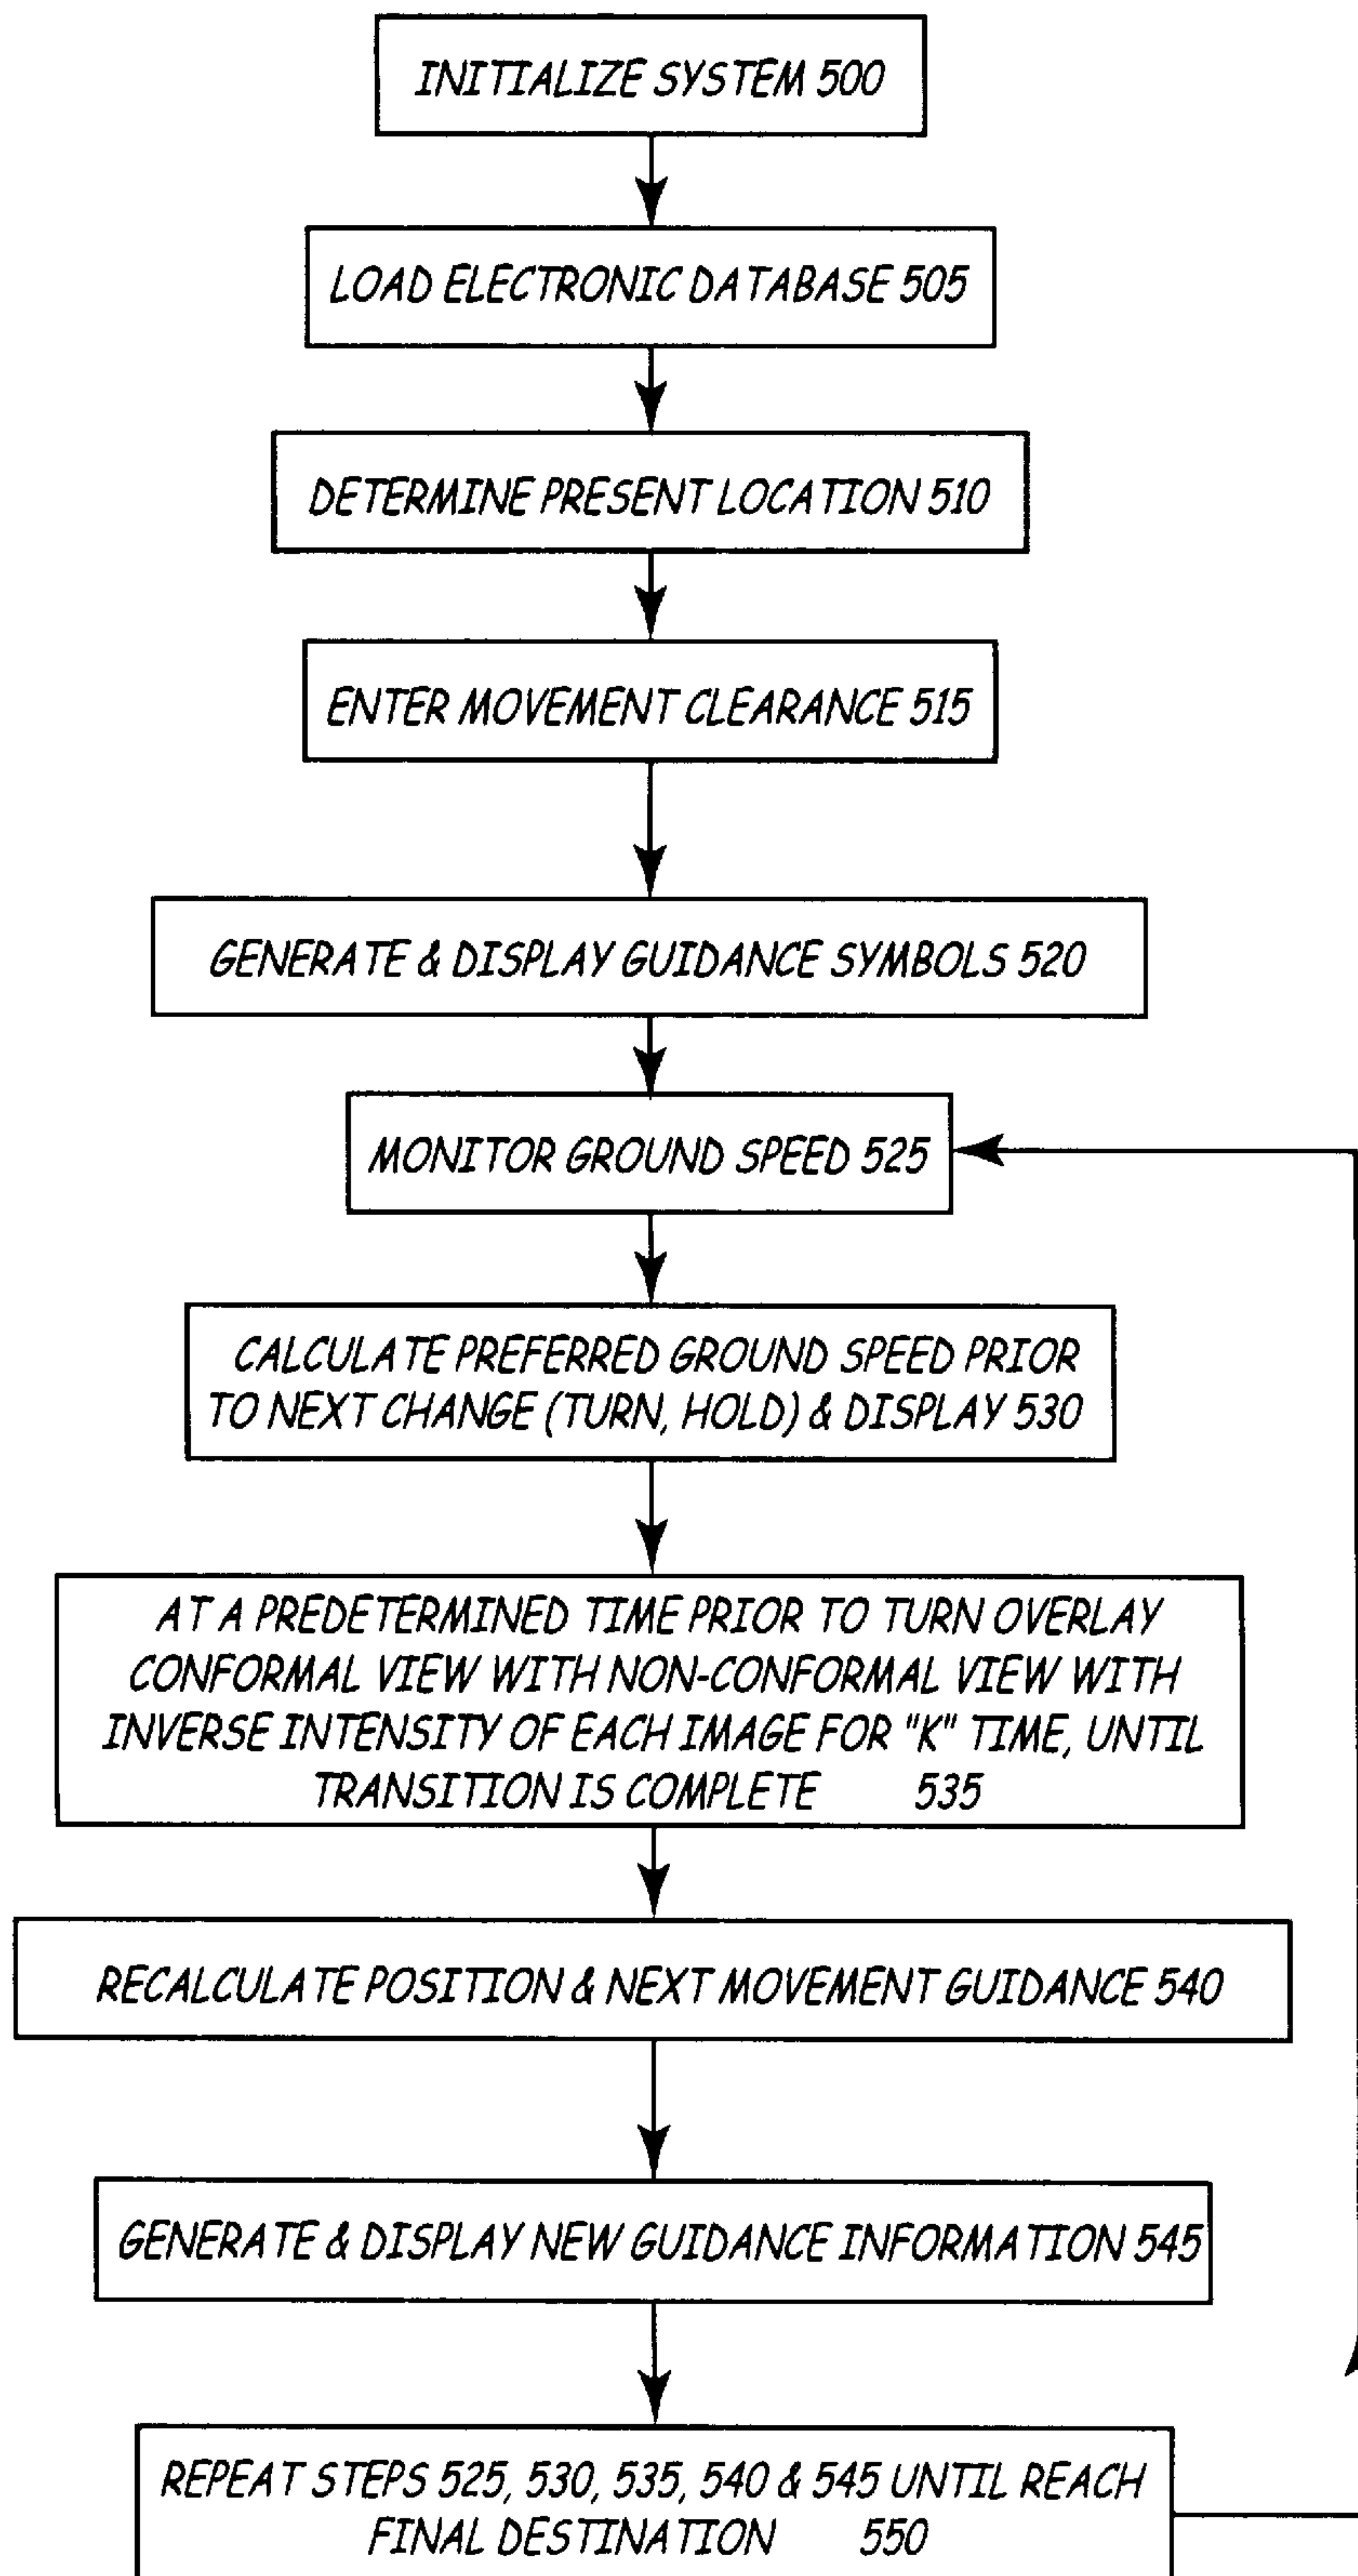 INITIALIZE SYSTEM 500
LOAD ELECTRONIC DATABASE 505
DETERMINE PRESENT LOCATION 510
ENTER MOVEMENT CLEARANCE 515
GENERATE & DISPLAY GUIDANCE SYMBOLS 520
MONITOR GROUND SPEED 525
CALCULATE PREFERRED GROUND SPEED PRIOR
TO NEXT CHANGE (TURN, HOLD) & DISPLAY 530
AT A PREDETERMINED TIME PRIOR TO TURN OVERLAY
CONFORMAL VIEW WITH NON-CONFORMAL VIEW WITH
INVERSE INTENSITY OF EACH IMAGE FOR "K" TIME, UNTIL
TRANSITION IS COMPLETE 535
RECALCULATE POSITION & NEXT MOVEMENT GUIDANCE 540
GENERATE & DISPLAY NEW GUIDANCE INFORMATION 545
REPEAT STEPS 525, 530, 535, 540 & 545 UNTIL REACH
FINAL DESTINATION 550